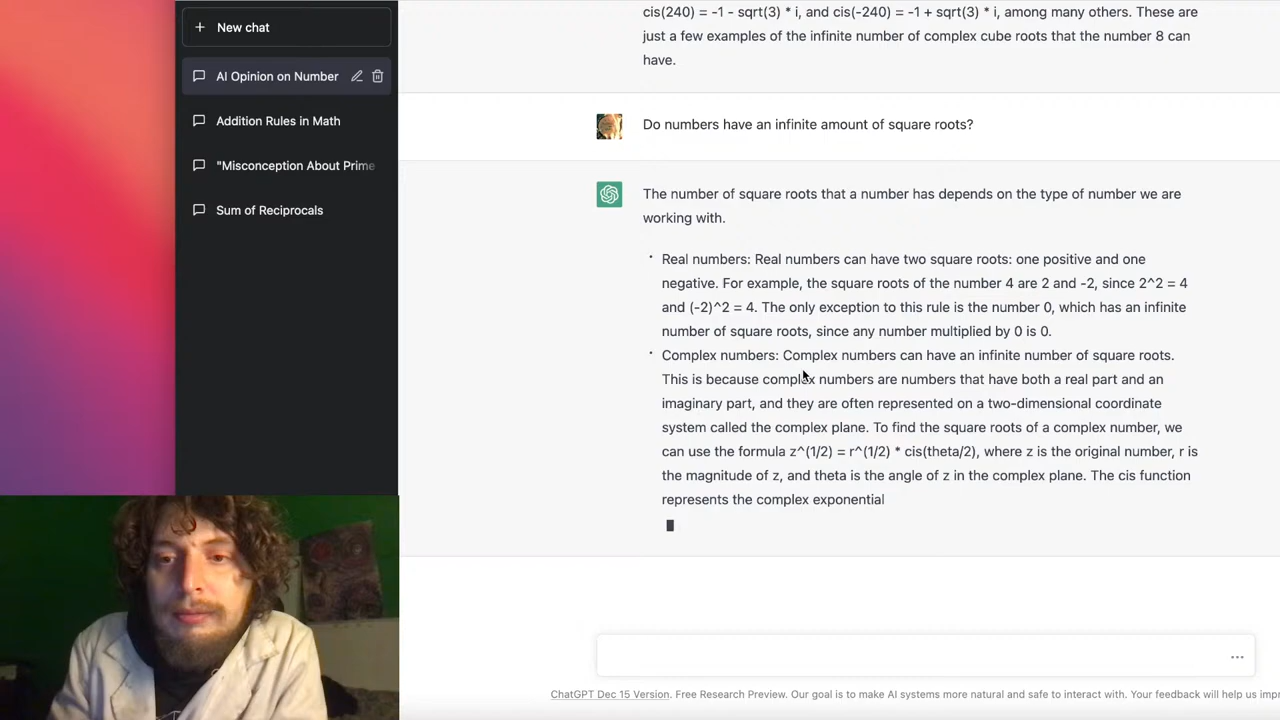 New chat
AI Opinion on Number
Addition Rules in Math
"Misconception About Prime
Sum of Reciprocals
cis(240) = -1 - sqrt(3) * i, and cis(-240) = -1 + sqrt(3) * i, among many others. These are
just a few examples of the infinite number of complex cube roots that the number 8 can
have.
Do numbers have an infinite amount of square roots?
The number of square roots that a number has depends on the type of number we are
working with.
• Real numbers: Real numbers can have two square roots: one positive and one
negative. For example, the square roots of the number 4 are 2 and -2, since 2^2 = 4
and (-2)^2 = 4. The only exception to this rule is the number 0, which has an infinite
number of square roots, since any number multiplied by 0 is 0.
• Complex numbers: Complex numbers can have an infinite number of square roots.
This is because complex numbers are numbers that have both a real part and an
imaginary part, and they are often represented on a two-dimensional coordinate
system called the complex plane. To find the square roots of a complex number, we
can use the formula z^(1/2) = r^(1/2) * cis(theta/2), where z is the original number, r is
the magnitude of z, and theta is the angle of z in the complex plane. The cis function
represents the complex exponential
ChatGPT Dec 15 Version. Free Research Preview. Our goal is to make AI systems more natural and safe to interact with. Your feedback will help us impr